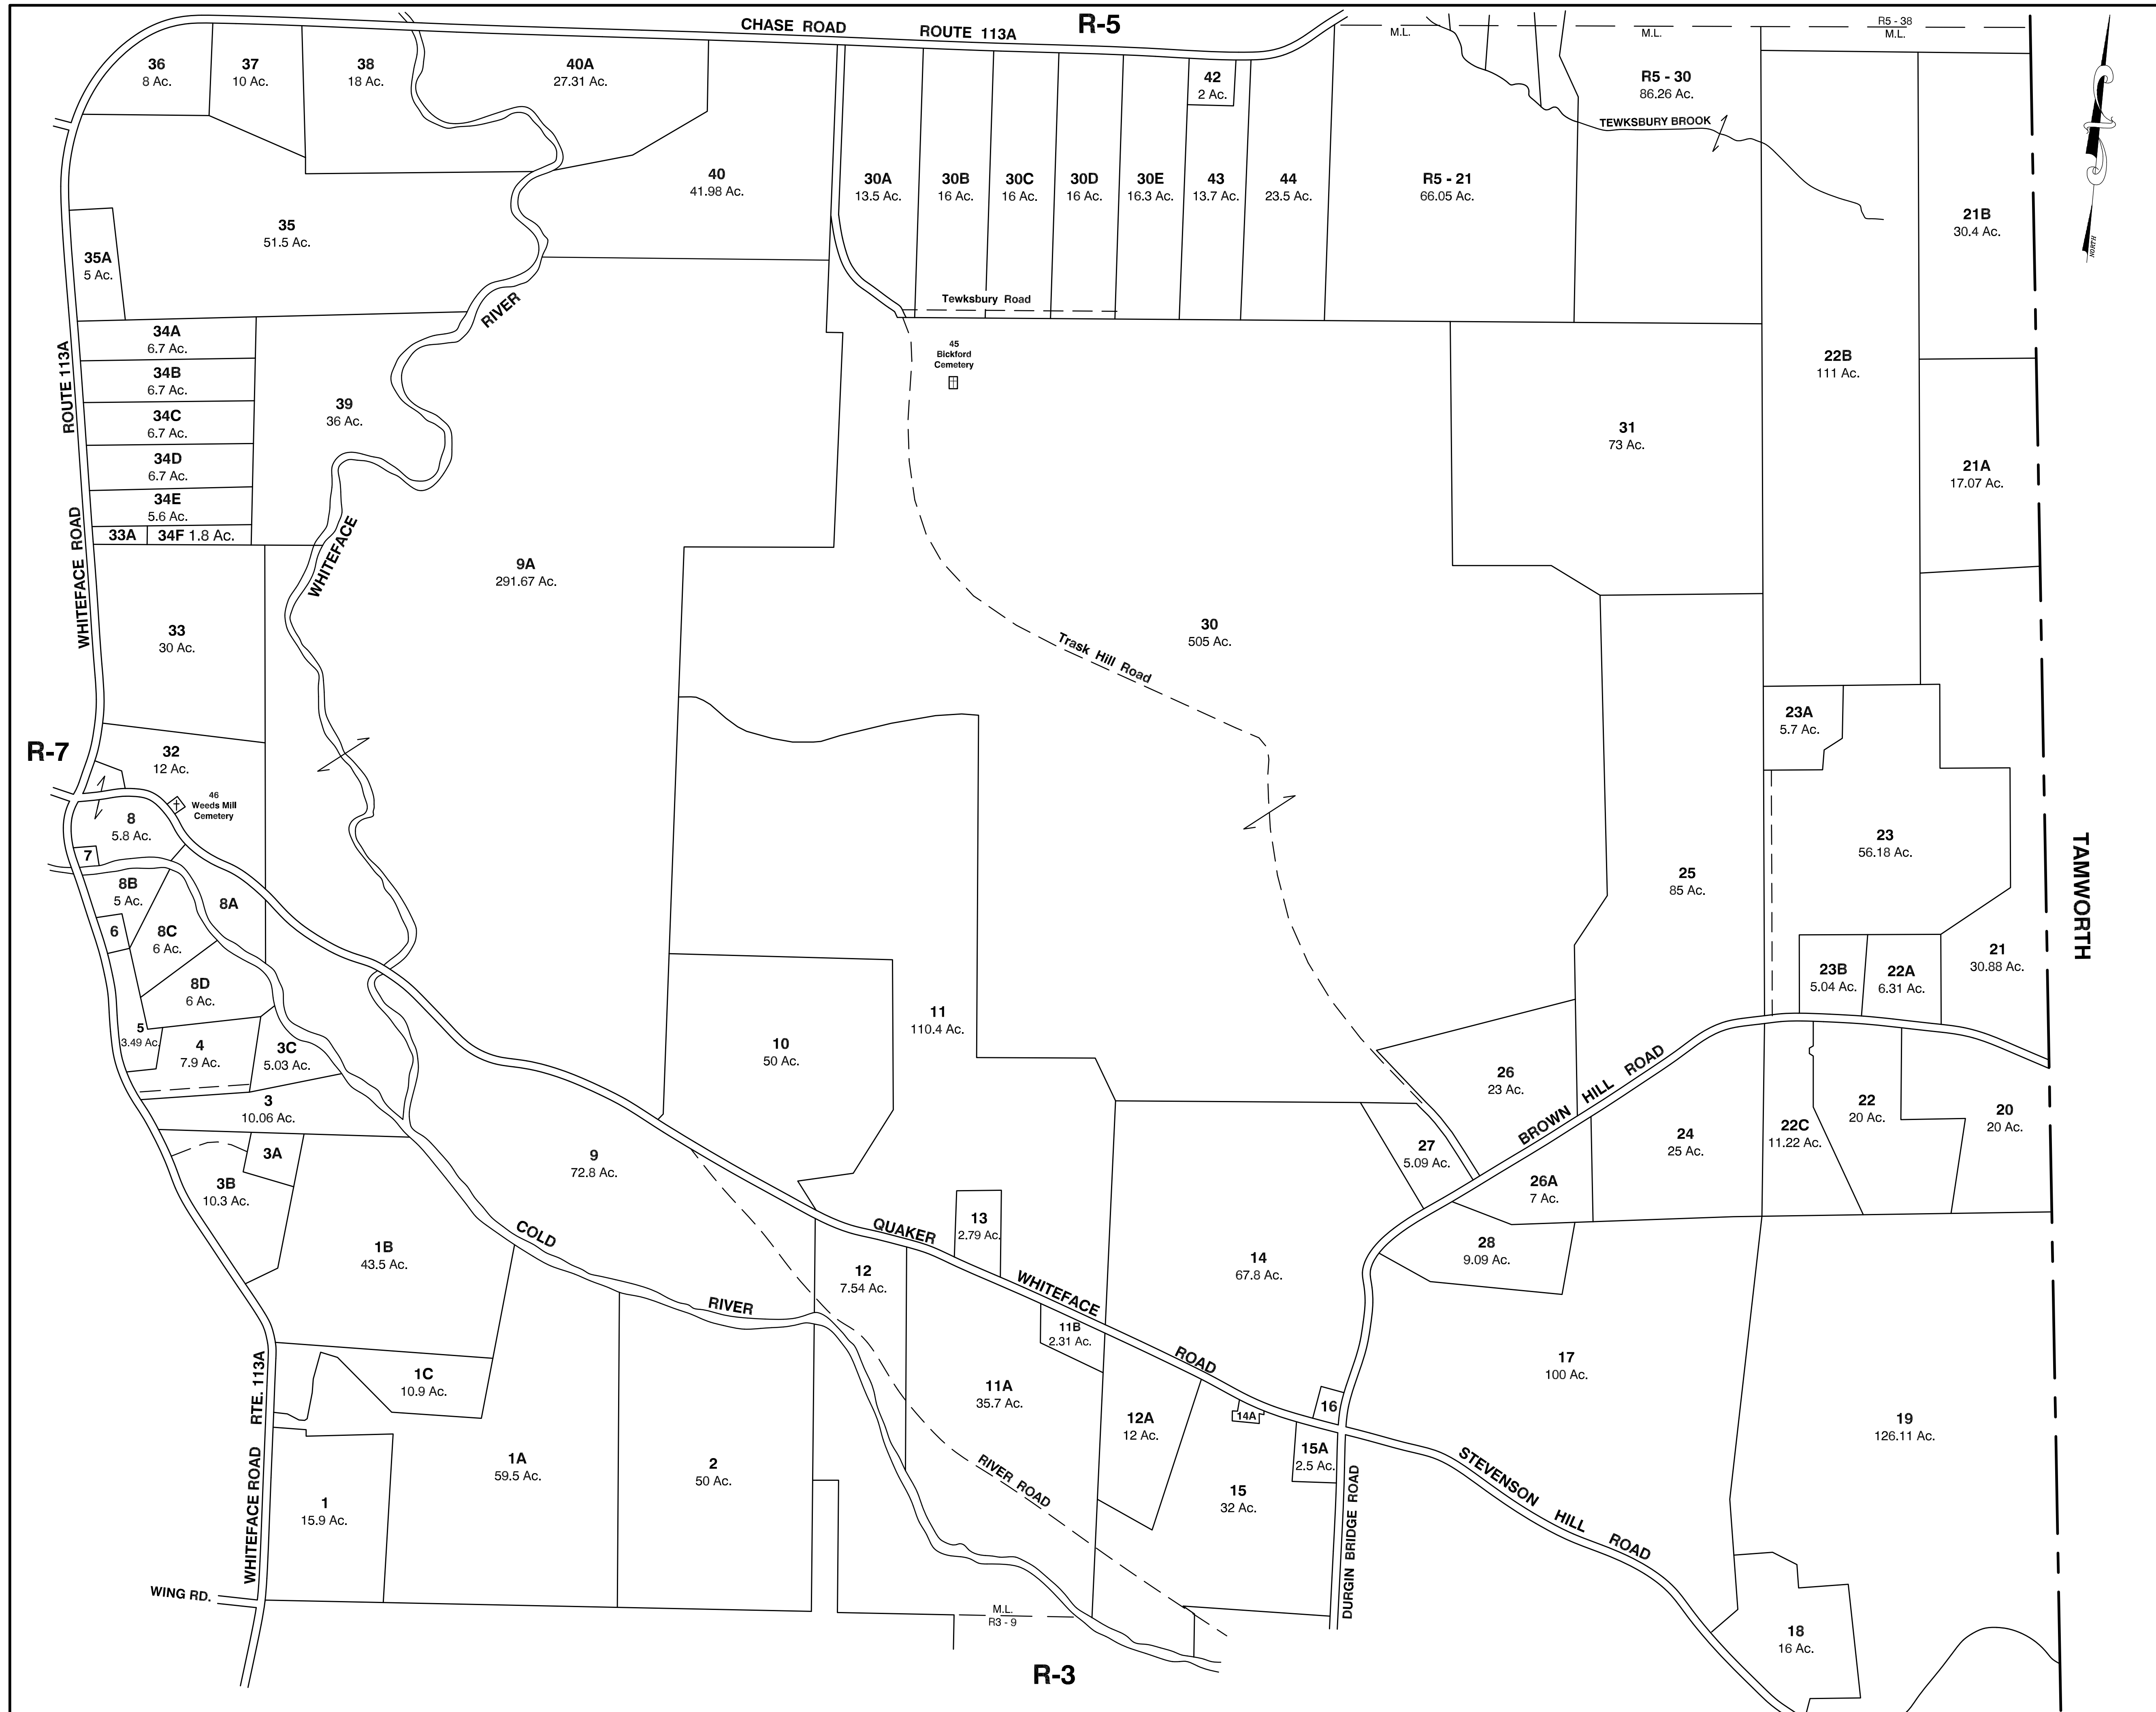 CHASE ROAD
ROUTE 113A
R-5
R5 - 38
M.L.
M.L.
M.L.
36
8 Ac.
37
10 Ac.
38
18 Ac.
40A
27.31 Ac.
42
2 Ac.
R5 - 30
86.26 Ac.
TEWKSBURY BROOK
40
41.98 Ac.
30A
13.5 Ac.
30B
16 Ac.
30C
16 Ac.
30D
16 Ac.
30E
16.3 Ac.
43
13.7 Ac.
44
23.5 Ac.
R5 - 21
66.05 Ac.
21B
30.4 Ac.
NORTH
35
51.5 Ac.
35A
5 Ac.
RIVER
Tewksbury Road
34A
6.7 Ac.
34B
6.7 Ac.
34C
6.7 Ac.
34D
6.7 Ac.
34E
5.6 Ac.
33A
34F 1.8 Ac.
ROUTE 113A
WHITEFACE ROAD
39
36 Ac.
45
Bickford
Cemetery
22B
111 Ac.
31
73 Ac.
21A
17.07 Ac.
WHITEFACE
9A
291.67 Ac.
33
30 Ac.
30
505 Ac.
Trask Hill Road
R-7
32
12 Ac.
46
Weeds Mill
Cemetery
23A
5.7 Ac.
8
5.8 Ac.
7
23
56.18 Ac.
TAMWORTH
8B
5 Ac.
8A
6
8C
6 Ac.
25
85 Ac.
8D
6 Ac.
23B
5.04 Ac.
22A
6.31 Ac.
21
30.88 Ac.
5
3.49 Ac.
4
7.9 Ac.
3C
5.03 Ac.
10
50 Ac.
11
110.4 Ac.
26
23 Ac.
BROWN HILL ROAD
3
10.06 Ac.
22
20 Ac.
20
20 Ac.
22C
11.22 Ac.
24
25 Ac.
27
5.09 Ac.
26A
7 Ac.
3A
3B
10.3 Ac.
9
72.8 Ac.
COLD
RIVER
1B
43.5 Ac.
QUAKER
WHITEFACE
ROAD
13
2.79 Ac.
12
7.54 Ac.
14
67.8 Ac.
28
9.09 Ac.
11B
2.31 Ac.
1C
10.9 Ac.
RTE. 113A
WHITEFACE ROAD
11A
35.7 Ac.
17
100 Ac.
12A
12 Ac.
14A
16
15A
2.5 Ac.
19
126.11 Ac.
1A
59.5 Ac.
2
50 Ac.
RIVER ROAD
15
32 Ac.
STEVENSON HILL ROAD
DURGIN BRIDGE ROAD
1
15.9 Ac.
WING RD.
M.L.
R3 - 9
18
16 Ac.
R-3